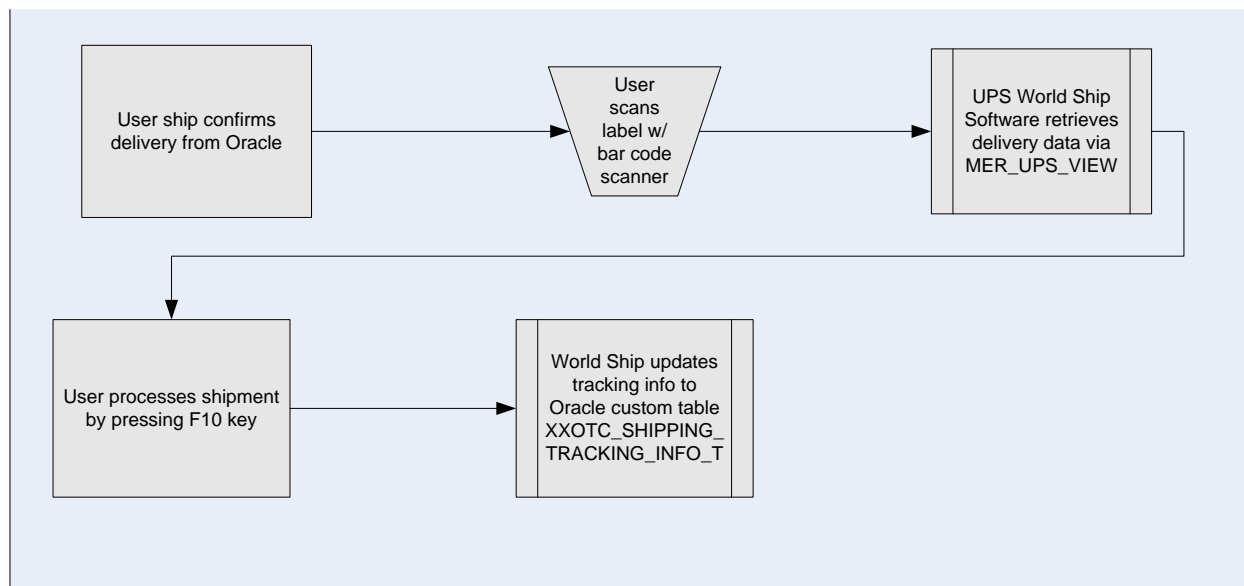 User ship confirms
delivery from Oracle
User
scans
label w/
bar code
scanner
UPS World Ship
Software retrieves
delivery data via
MER_UPS_VIEW
User processes shipment
by pressing F10 key
World Ship updates
tracking info to
Oracle custom table
XXOTC_SHIPPING_
TRACKING_INFO_T